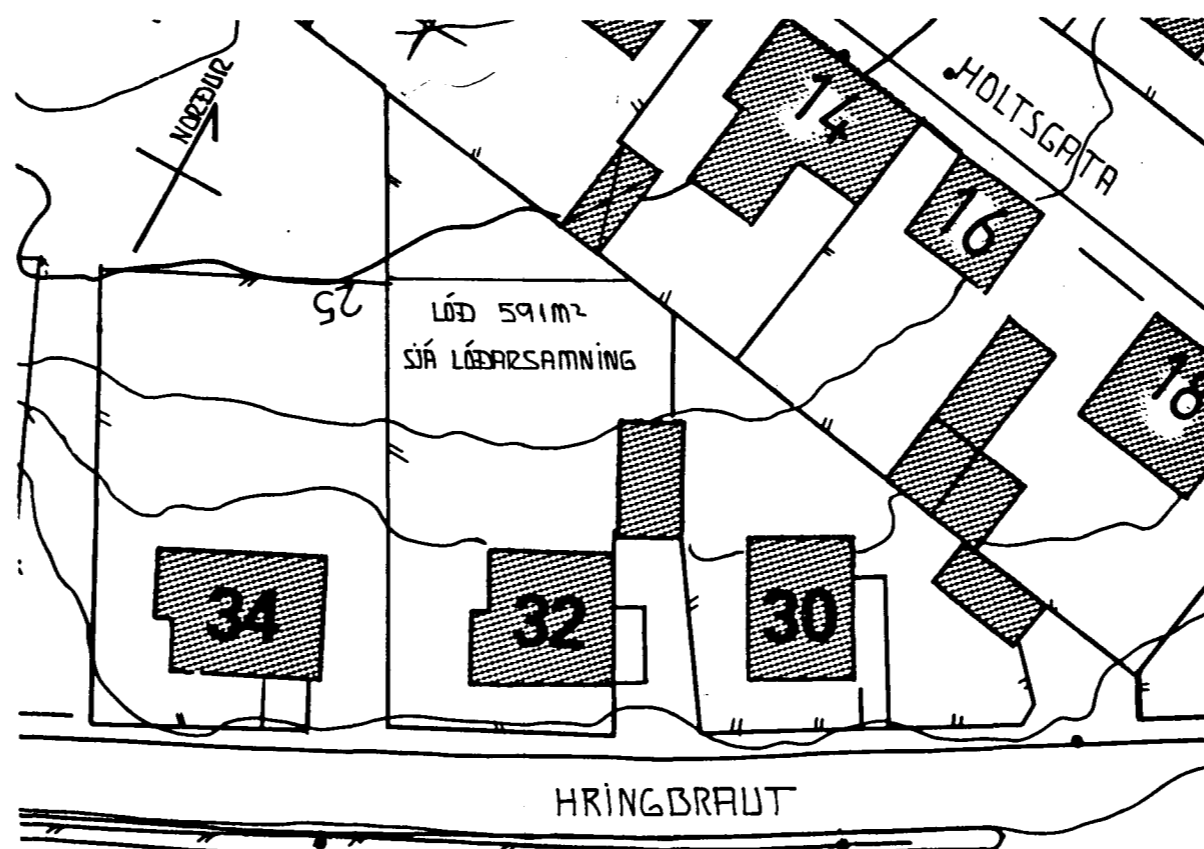 NORÐUR
14
HOLTSGATA
16
18
25
LÓÐ 591M²
SJÁ LÓÐARSAMNING
34
32
30
HRINGBRAUT